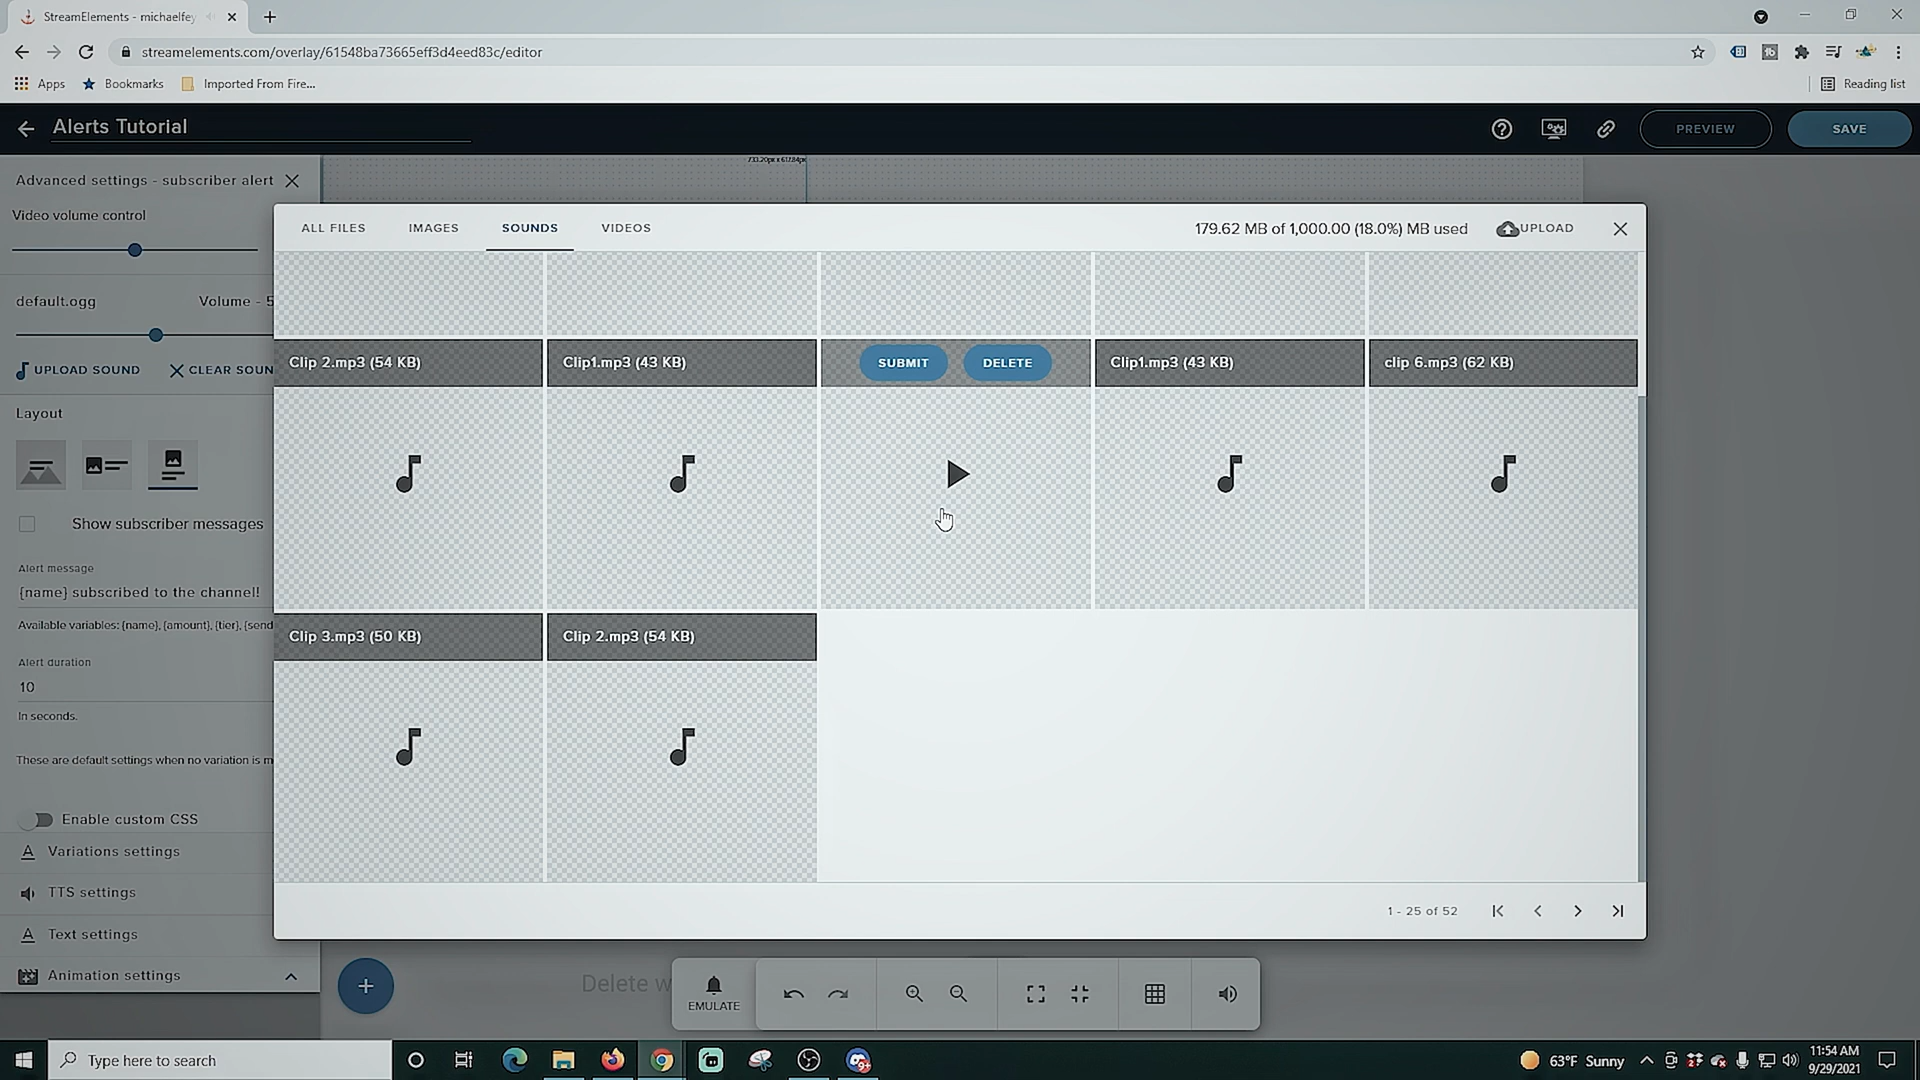 StreamElements - michaelfey
streamelements.com/overlay/61548ba73665eff3d4eed83c/editor
Apps
Bookmarks
Imported From Fire...
Reading list
Alerts Tutorial
PREVIEW
SAVE
Advanced settings - subscriber alert
Video volume control
default.ogg
Volume - 5
UPLOAD SOUND
CLEAR SOUN
Layout
Show subscriber messages
Alert message
{name} subscribed to the channel!
Available variables: {name}, {amount}, {tier}, {send
Alert duration
10
In seconds.
These are default settings when no variation is m
Enable custom CSS
Variations settings
TTS settings
Text settings
Animation settings
ALL FILES
IMAGES
SOUNDS
VIDEOS
179.62 MB of 1,000.00 (18.0%) MB used
UPLOAD
Clip 2.mp3 (54 KB)
Clip1.mp3 (43 KB)
SUBMIT
DELETE
Clip1.mp3 (43 KB)
clip 6.mp3 (62 KB)
Clip 3.mp3 (50 KB)
Clip 2.mp3 (54 KB)
1 - 25 of 52
Delete w
EMULATE
Type here to search
63°F Sunny
11:54 AM
9/29/2021